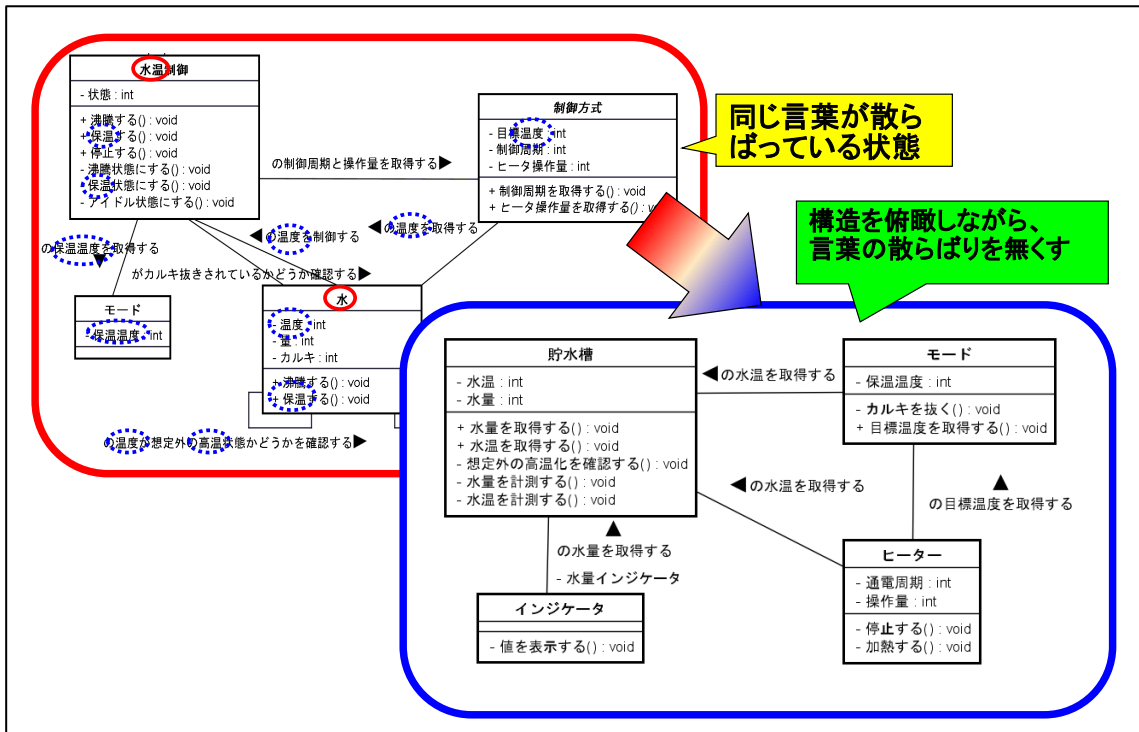 水温制御
- 状態 : int
+ 沸騰する() : void
+ 保温する() : void
+ 停止する() : void
- 沸騰状態にする() : void
- 保温状態にする() : void
- アイドル状態にする() : void
の制御周期と操作量を取得する▶
制御方式
- 目標温度 : int
- 制御周期 : int
- ヒータ操作量 : int
+ 制御周期を取得する() : void
+ ヒータ操作量を取得する() : v
同じ言葉が散ら
ばっている状態
構造を俯瞰しながら、
言葉の散らばりを無くす
◀の温度を制御する
◀の温度を取得する
の保温温度を取得する
▼
がカルキ抜きされているかどうか確認する▶
モード
- 保温温度 : int
水
- 温度 : int
- 量 : int
- カルキ : int
+ 沸騰する() : void
+ 保温する() : void
の温度が想定外の高温状態かどうかを確認する▶
貯水槽
- 水温 : int
- 水量 : int
+ 水量を取得する() : void
+ 水温を取得する() : void
- 想定外の高温化を確認する() : void
- 水量を計測する() : void
- 水温を計測する() : void
◀の水温を取得する
モード
- 保温温度 : int
- カルキを抜く() : void
+ 目標温度を取得する() : void
◀の水温を取得する
▲
の目標温度を取得する
▲
の水量を取得する
- 水量インジケータ
インジケータ
- 値を表示する() : void
ヒーター
- 通電周期 : int
- 操作量 : int
- 停止する() : void
- 加熱する() : void